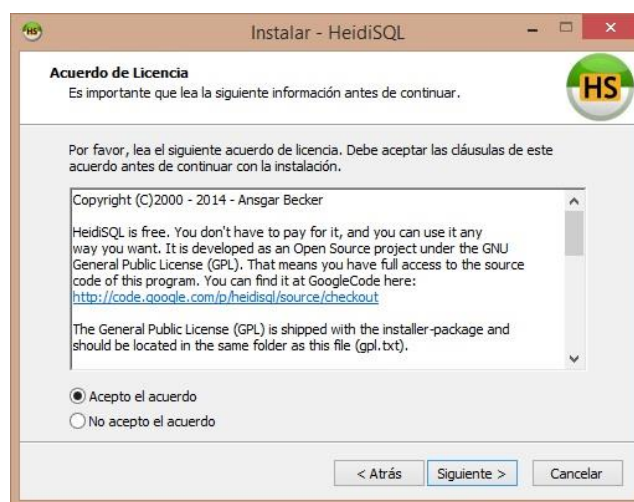 HS
Instalar - HeidiSQL
Acuerdo de Licencia
Es importante que lea la siguiente información antes de continuar.
HS
Por favor, lea el siguiente acuerdo de licencia. Debe aceptar las cláusulas de este
acuerdo antes de continuar con la instalación.
Copyright (C)2000 - 2014 - Ansgar Becker
HeidiSQL is free. You don't have to pay for it, and you can use it any
way you want. It is developed as an Open Source project under the GNU
General Public License (GPL). That means you have full access to the source
code of this program. You can find it at GoogleCode here:
http://code.google.com/p/heidisql/source/checkout
The General Public License (GPL) is shipped with the installer-package and
should be located in the same folder as this file (gpl.txt).
Acepto el acuerdo
No acepto el acuerdo
< Atrás
Siguiente >
Cancelar